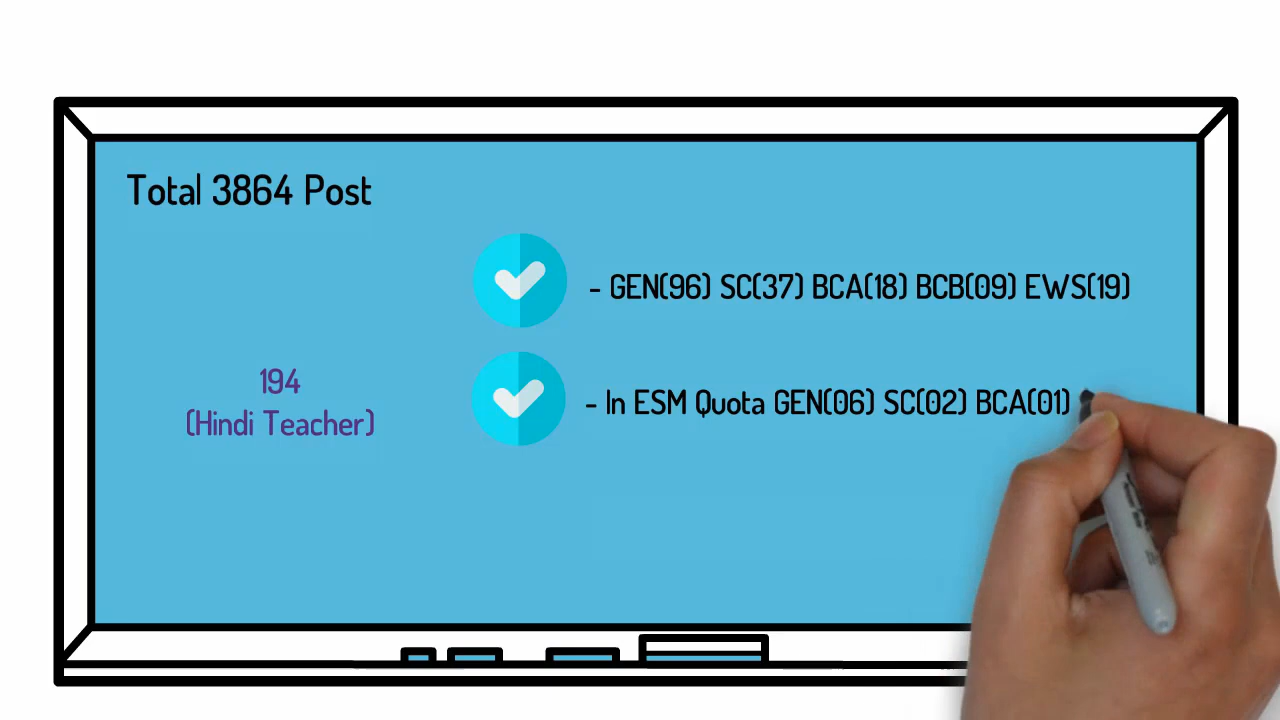 Total 3864 Post
- GEN(96) SC(37) BCA(18) BCB(09) EWS(19)
194
(Hindi Teacher)
- In ESM Quota GEN(06) SC(02) BCA(01)